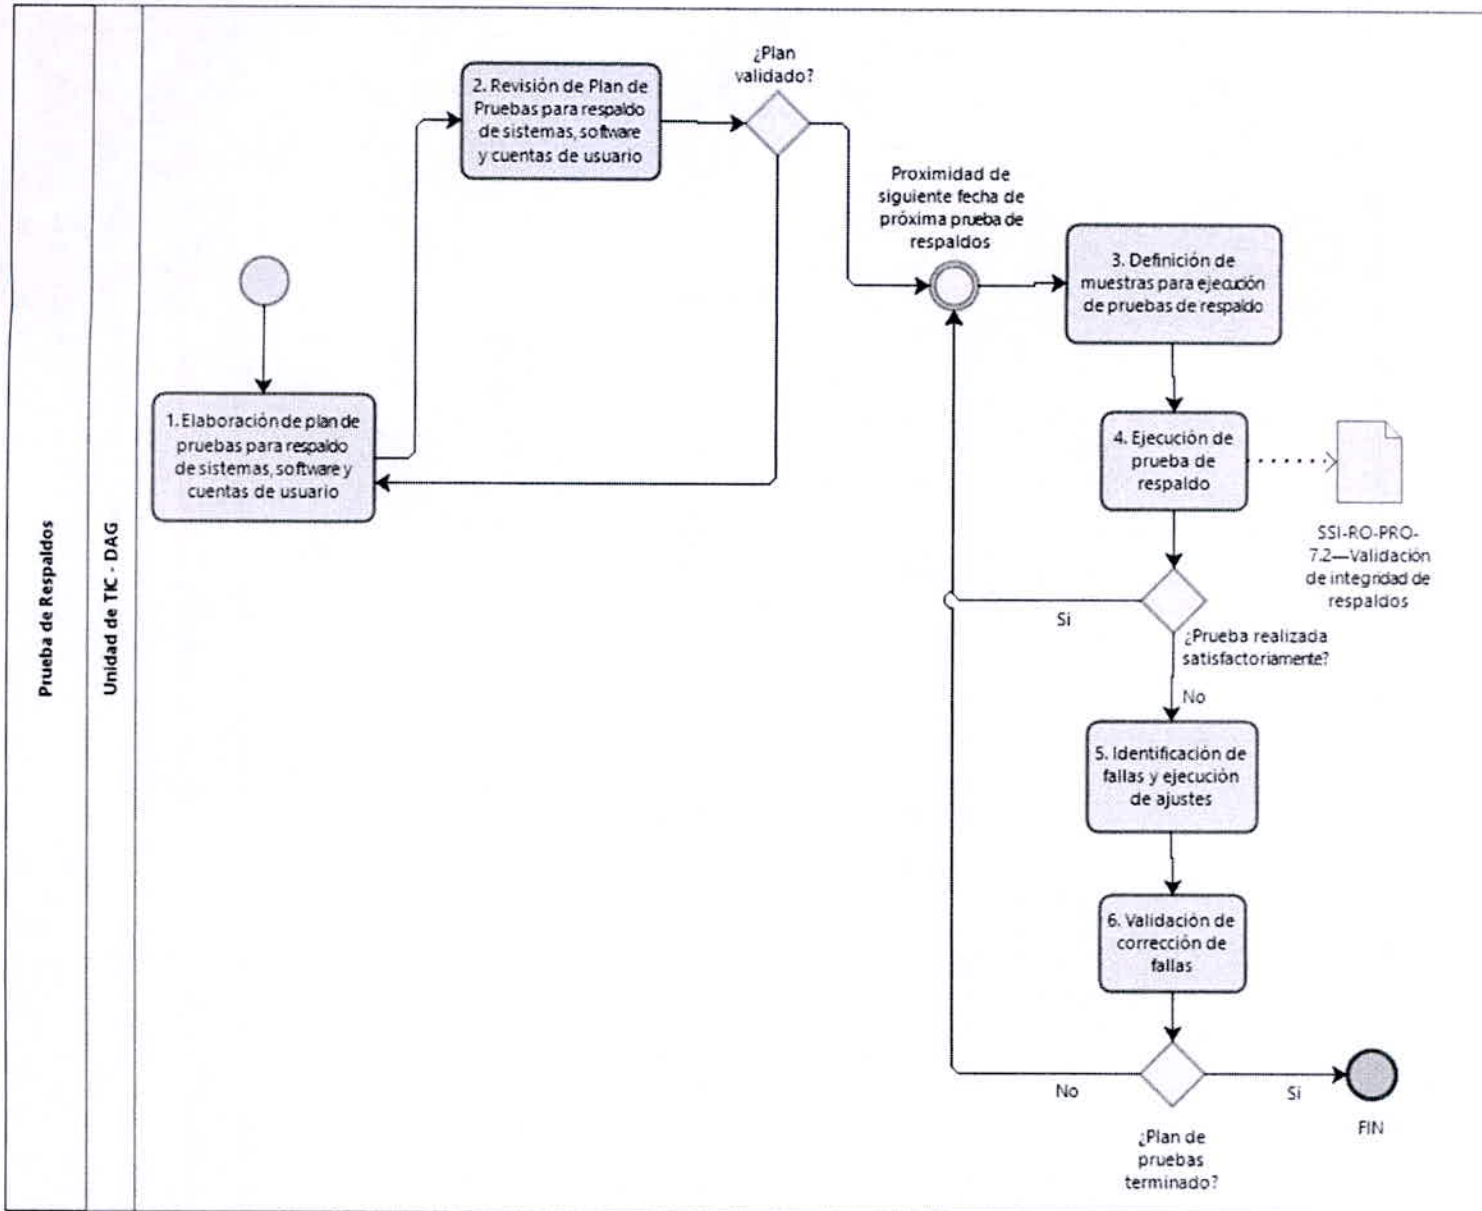 Prueba de Respaldos
Unidad de TIC - DAG
1. Elaboración de plan de
pruebas para respaldo
de sistemas, software y
cuentas de usuario
2. Revisión de Plan de
Pruebas para respaldo
de sistemas, software
y cuentas de usuario
¿Plan
validado?
Proximidad de
siguiente fecha de
próxima prueba de
respaldos
3. Definición de
muestras para ejecución
de pruebas de respaldo
4. Ejecución de
prueba de
respaldo
SSI-RO-PRO-
7.2—Validación
de integridad de
respaldos
Si
¿Prueba realizada
satisfactoriamente?
No
5. Identificación de
fallas y ejecución
de ajustes
6. Validación de
corrección de
fallas
No
Si
¿Plan de
pruebas
terminado?
FIN